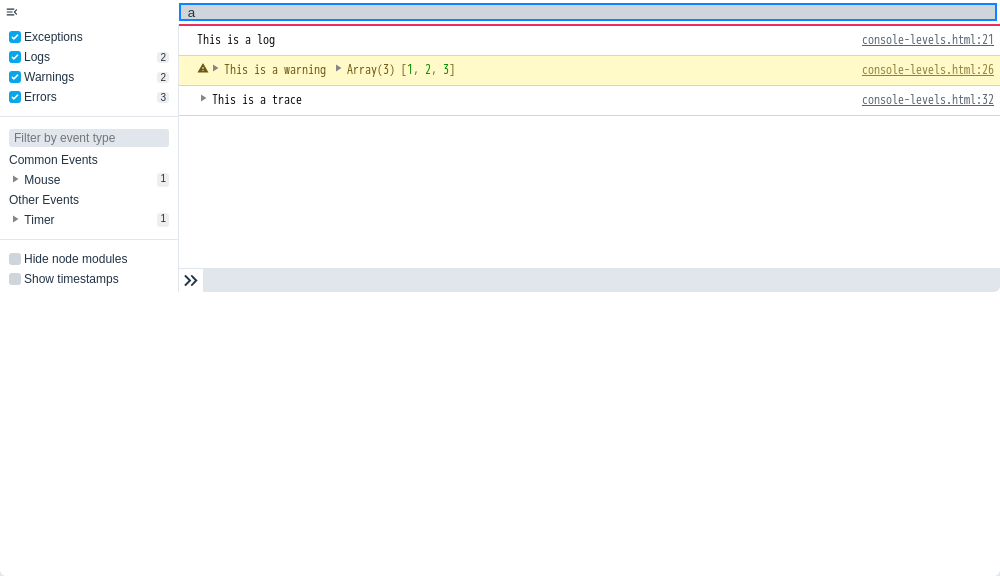 a
Exceptions
Logs 2
Warnings 2
Errors 3
Filter by event type
Common Events
Mouse 1
Other Events
Timer 1
Hide node modules
Show timestamps
This is a log console-levels.html:21
This is a warning Array(3) [1, 2, 3] console-levels.html:26
This is a trace console-levels.html:32